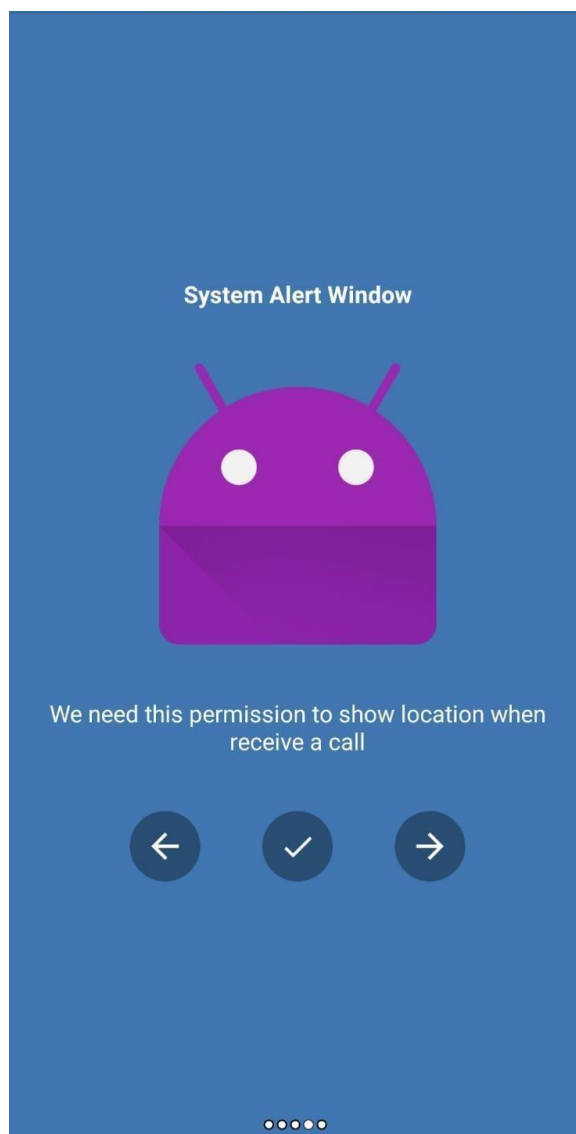 System Alert Window
We need this permission to show location when
receive a call